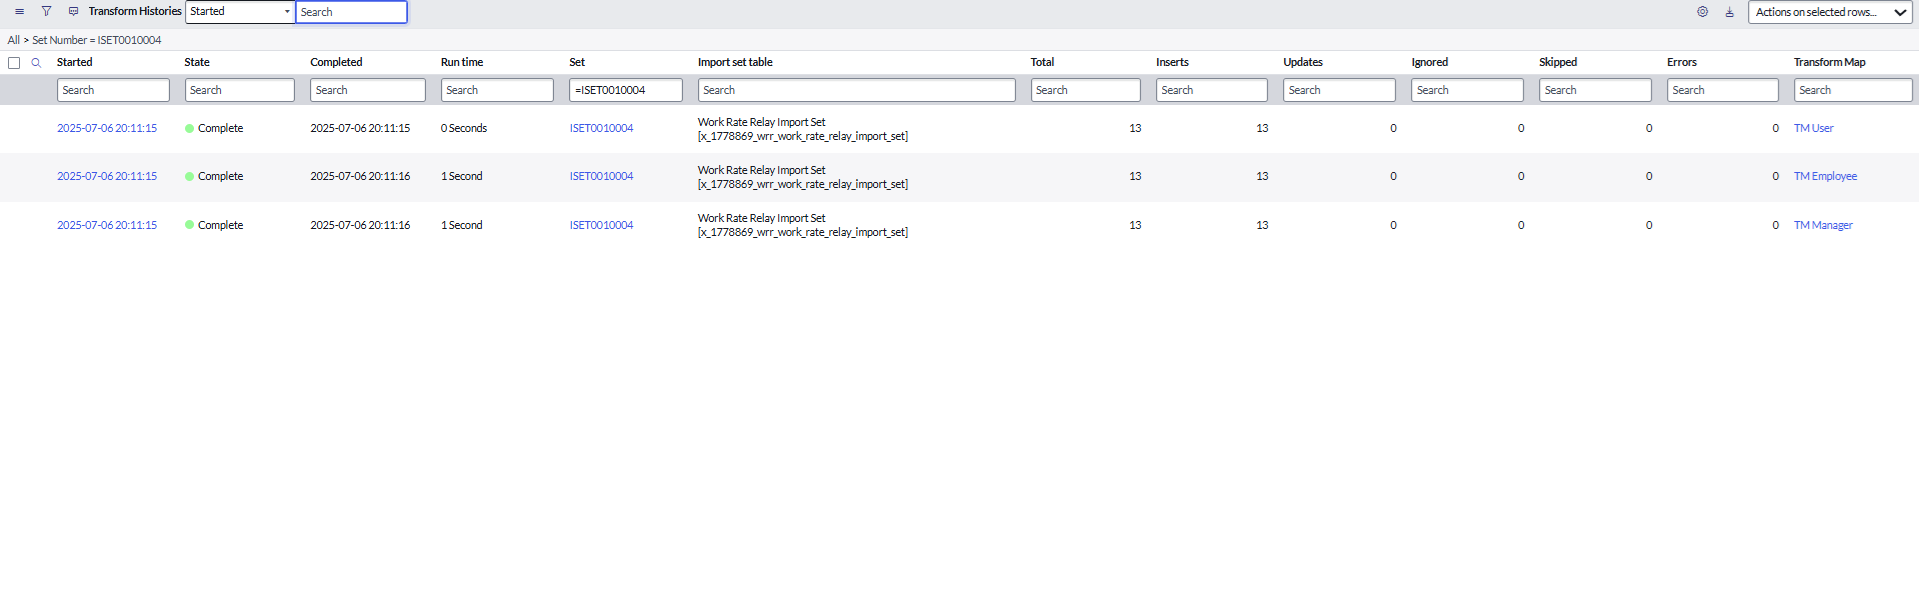 Transform Histories Started Search Actions on selected rows...
All > Set Number = ISET0010004
Started State Completed Run time Set Import set table Total Inserts Updates Ignored Skipped Errors Transform Map
Search Search Search Search =ISET0010004 Search Search Search Search Search Search Search Search
2025-07-06 20:11:15 Complete 2025-07-06 20:11:15 0 Seconds ISET0010004 Work Rate Relay Import Set
[x_1778869_wrr_work_rate_relay_import_set] 13 13 0 0 0 0 TM User
2025-07-06 20:11:15 Complete 2025-07-06 20:11:16 1 Second ISET0010004 Work Rate Relay Import Set
[x_1778869_wrr_work_rate_relay_import_set] 13 13 0 0 0 0 TM Employee
2025-07-06 20:11:15 Complete 2025-07-06 20:11:16 1 Second ISET0010004 Work Rate Relay Import Set
[x_1778869_wrr_work_rate_relay_import_set] 13 13 0 0 0 0 TM Manager